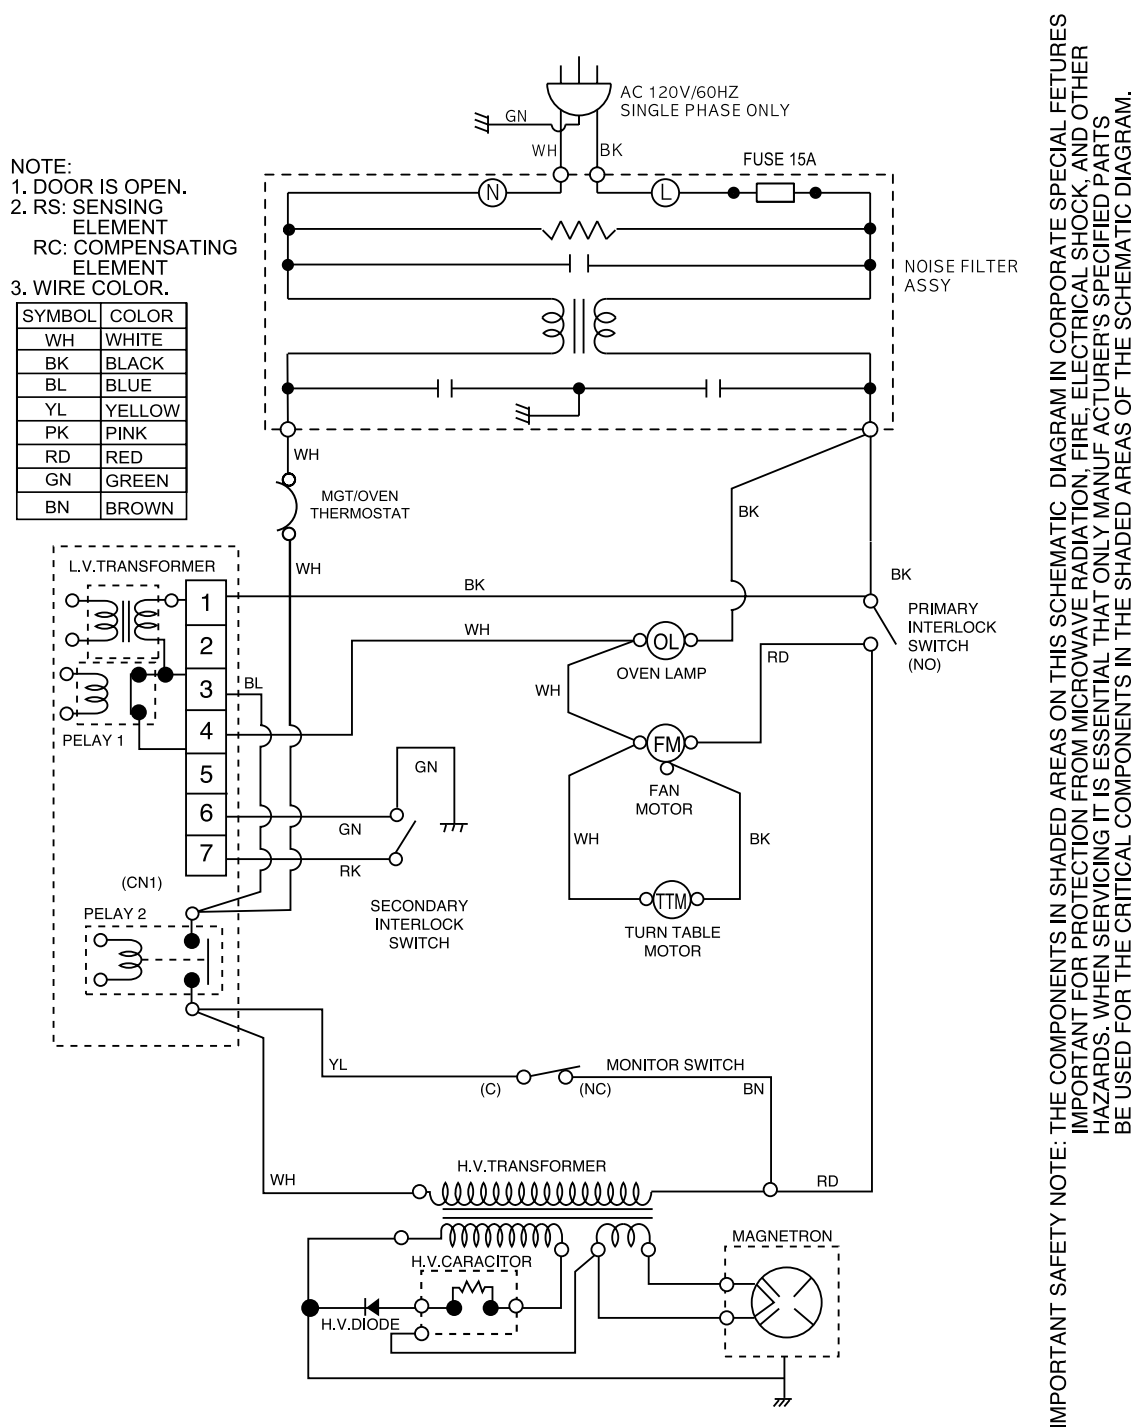 AC 120V/60HZ
SINGLE PHASE ONLY
GN
WH
BK
FUSE 15A
N
L
NOISE FILTER
ASSY
NOTE:
1. DOOR IS OPEN.
2. RS: SENSING
ELEMENT
RC: COMPENSATING
ELEMENT
3. WIRE COLOR.
SYMBOL COLOR
WH WHITE
BK BLACK
BL BLUE
YL YELLOW
PK PINK
RD RED
GN GREEN
BN BROWN
WH
MGT/OVEN
THERMOSTAT
WH
BK
BK
BK
L.V.TRANSFORMER
1
2
3
4
5
6
7
(CN1)
PELAY 1
PELAY 2
BL
WH
OL
OVEN LAMP
PRIMARY
INTERLOCK
SWITCH
(NO)
RD
WH
FM
FAN
MOTOR
WH
BK
TTM
TURN TABLE
MOTOR
GN
GN
RK
SECONDARY
INTERLOCK
SWITCH
YL
MONITOR SWITCH
(C)
(NC)
BN
WH
H.V.TRANSFORMER
RD
H.V.CARACITOR
H.V.DIODE
MAGNETRON
IMPORTANT SAFETY NOTE: THE COMPONENTS IN SHADED AREAS ON THIS SCHEMATIC DIAGRAM IN CORPORATE SPECIAL FETURES
IMPORTANT FOR PROTECTION FROM MICROWAVE RADIATION, FIRE, ELECTRICAL SHOCK, AND OTHER
HAZARDS. WHEN SERVICING IT IS ESSENTIAL THAT ONLY MANUF ACTURER'S SPECIFIED PARTS
BE USED FOR THE CRITICAL COMPONENTS IN THE SHADED AREAS OF THE SCHEMATIC DIAGRAM.